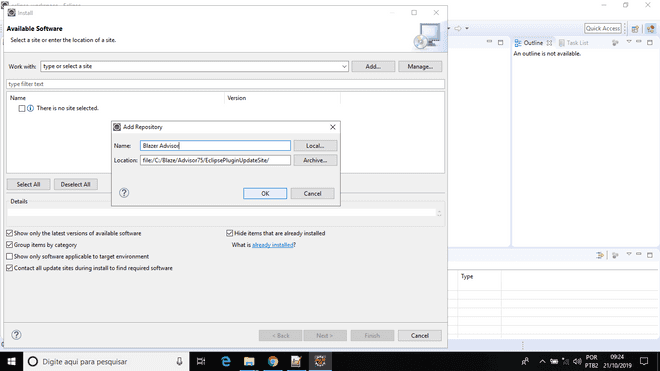 Install
Available Software
Select a site or enter the location of a site.
Work with:
type or select a site
Add...
Manage...
type filter text
Name
Version
There is no site selected.
Add Repository
Name:
Blazer Advisor
Local...
Location:
file:/C:/Blaze/Advisor75/EclipsePluginUpdateSite/
Archive...
OK
Cancel
Select All
Deselect All
Details
Show only the latest versions of available software
Hide items that are already installed
Group items by category
What is already installed?
Show only software applicable to target environment
Contact all update sites during install to find required software
< Back
Next >
Finish
Cancel
Quick Access
Outline
Task List
An outline is not available.
Type
Digite aqui para pesquisar
POR
PTB2
09:24
21/10/2019